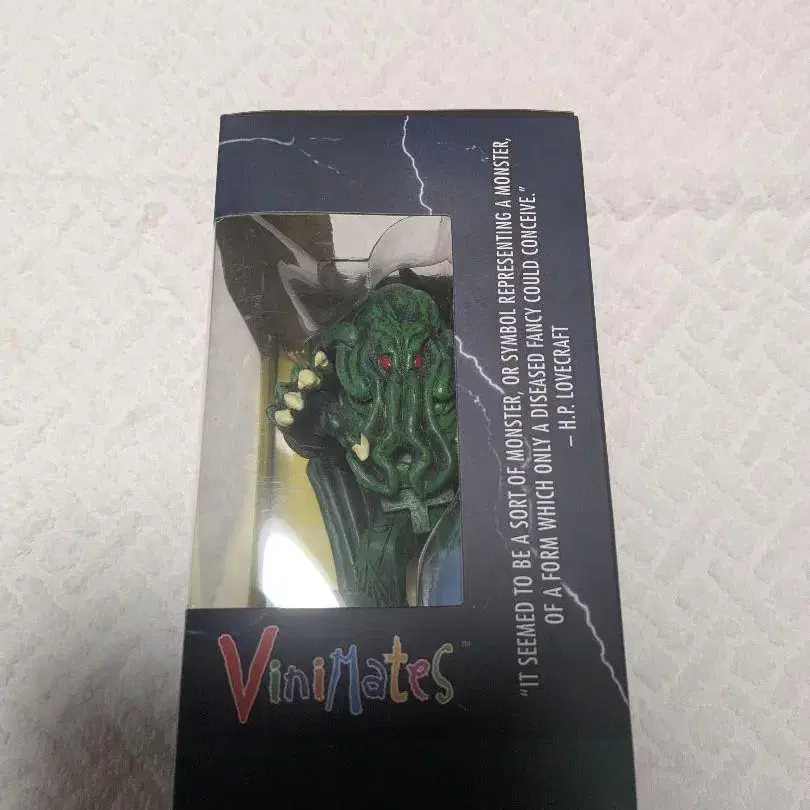 "IT SEEMED TO BE A SORT OF MONSTER, OR SYMBOL REPRESENTING A MONSTER,
OF A FORM WHICH ONLY A DISEASED FANCY COULD CONCEIVE."
– H.P. LOVECRAFT
ViniMates™